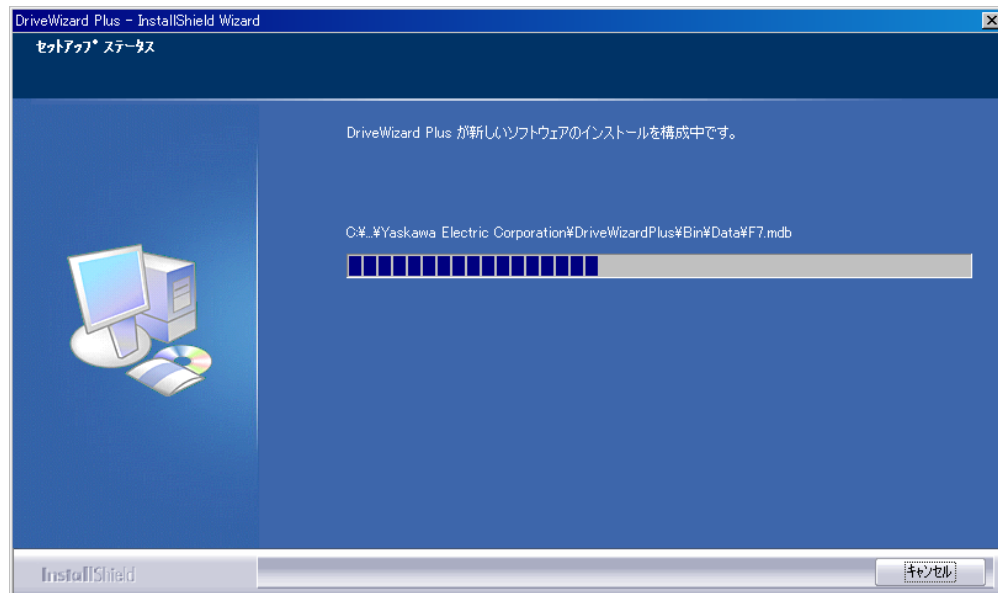 DriveWizard Plus - InstallShield Wizard
ｾｯﾄｱｯﾌﾟ ｽﾃｰﾀｽ
DriveWizard Plus が新しいソフトウェアのインストールを構成中です。
C:¥...¥Yaskawa Electric Corporation¥DriveWizardPlus¥Bin¥Data¥F7.mdb
InstallShield
キャンセル